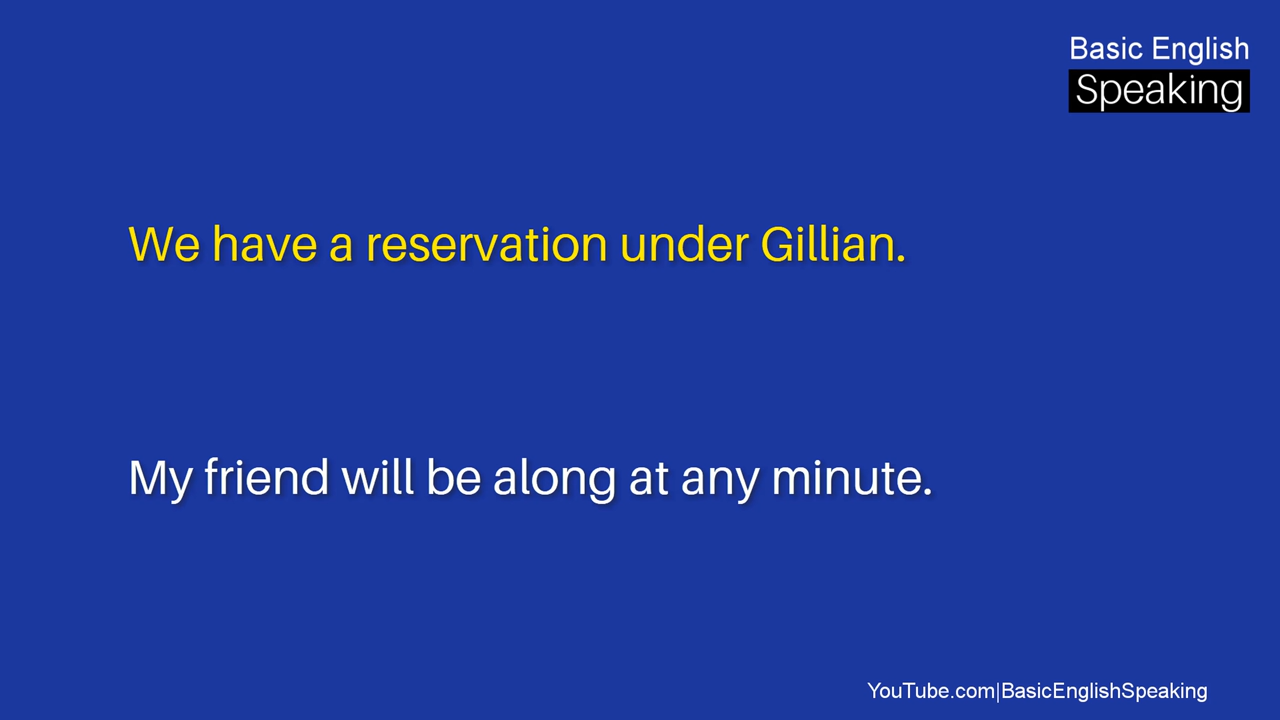 Basic English
Speaking
We have a reservation under Gillian.
My friend will be along at any minute.
YouTube.com|BasicEnglishSpeaking